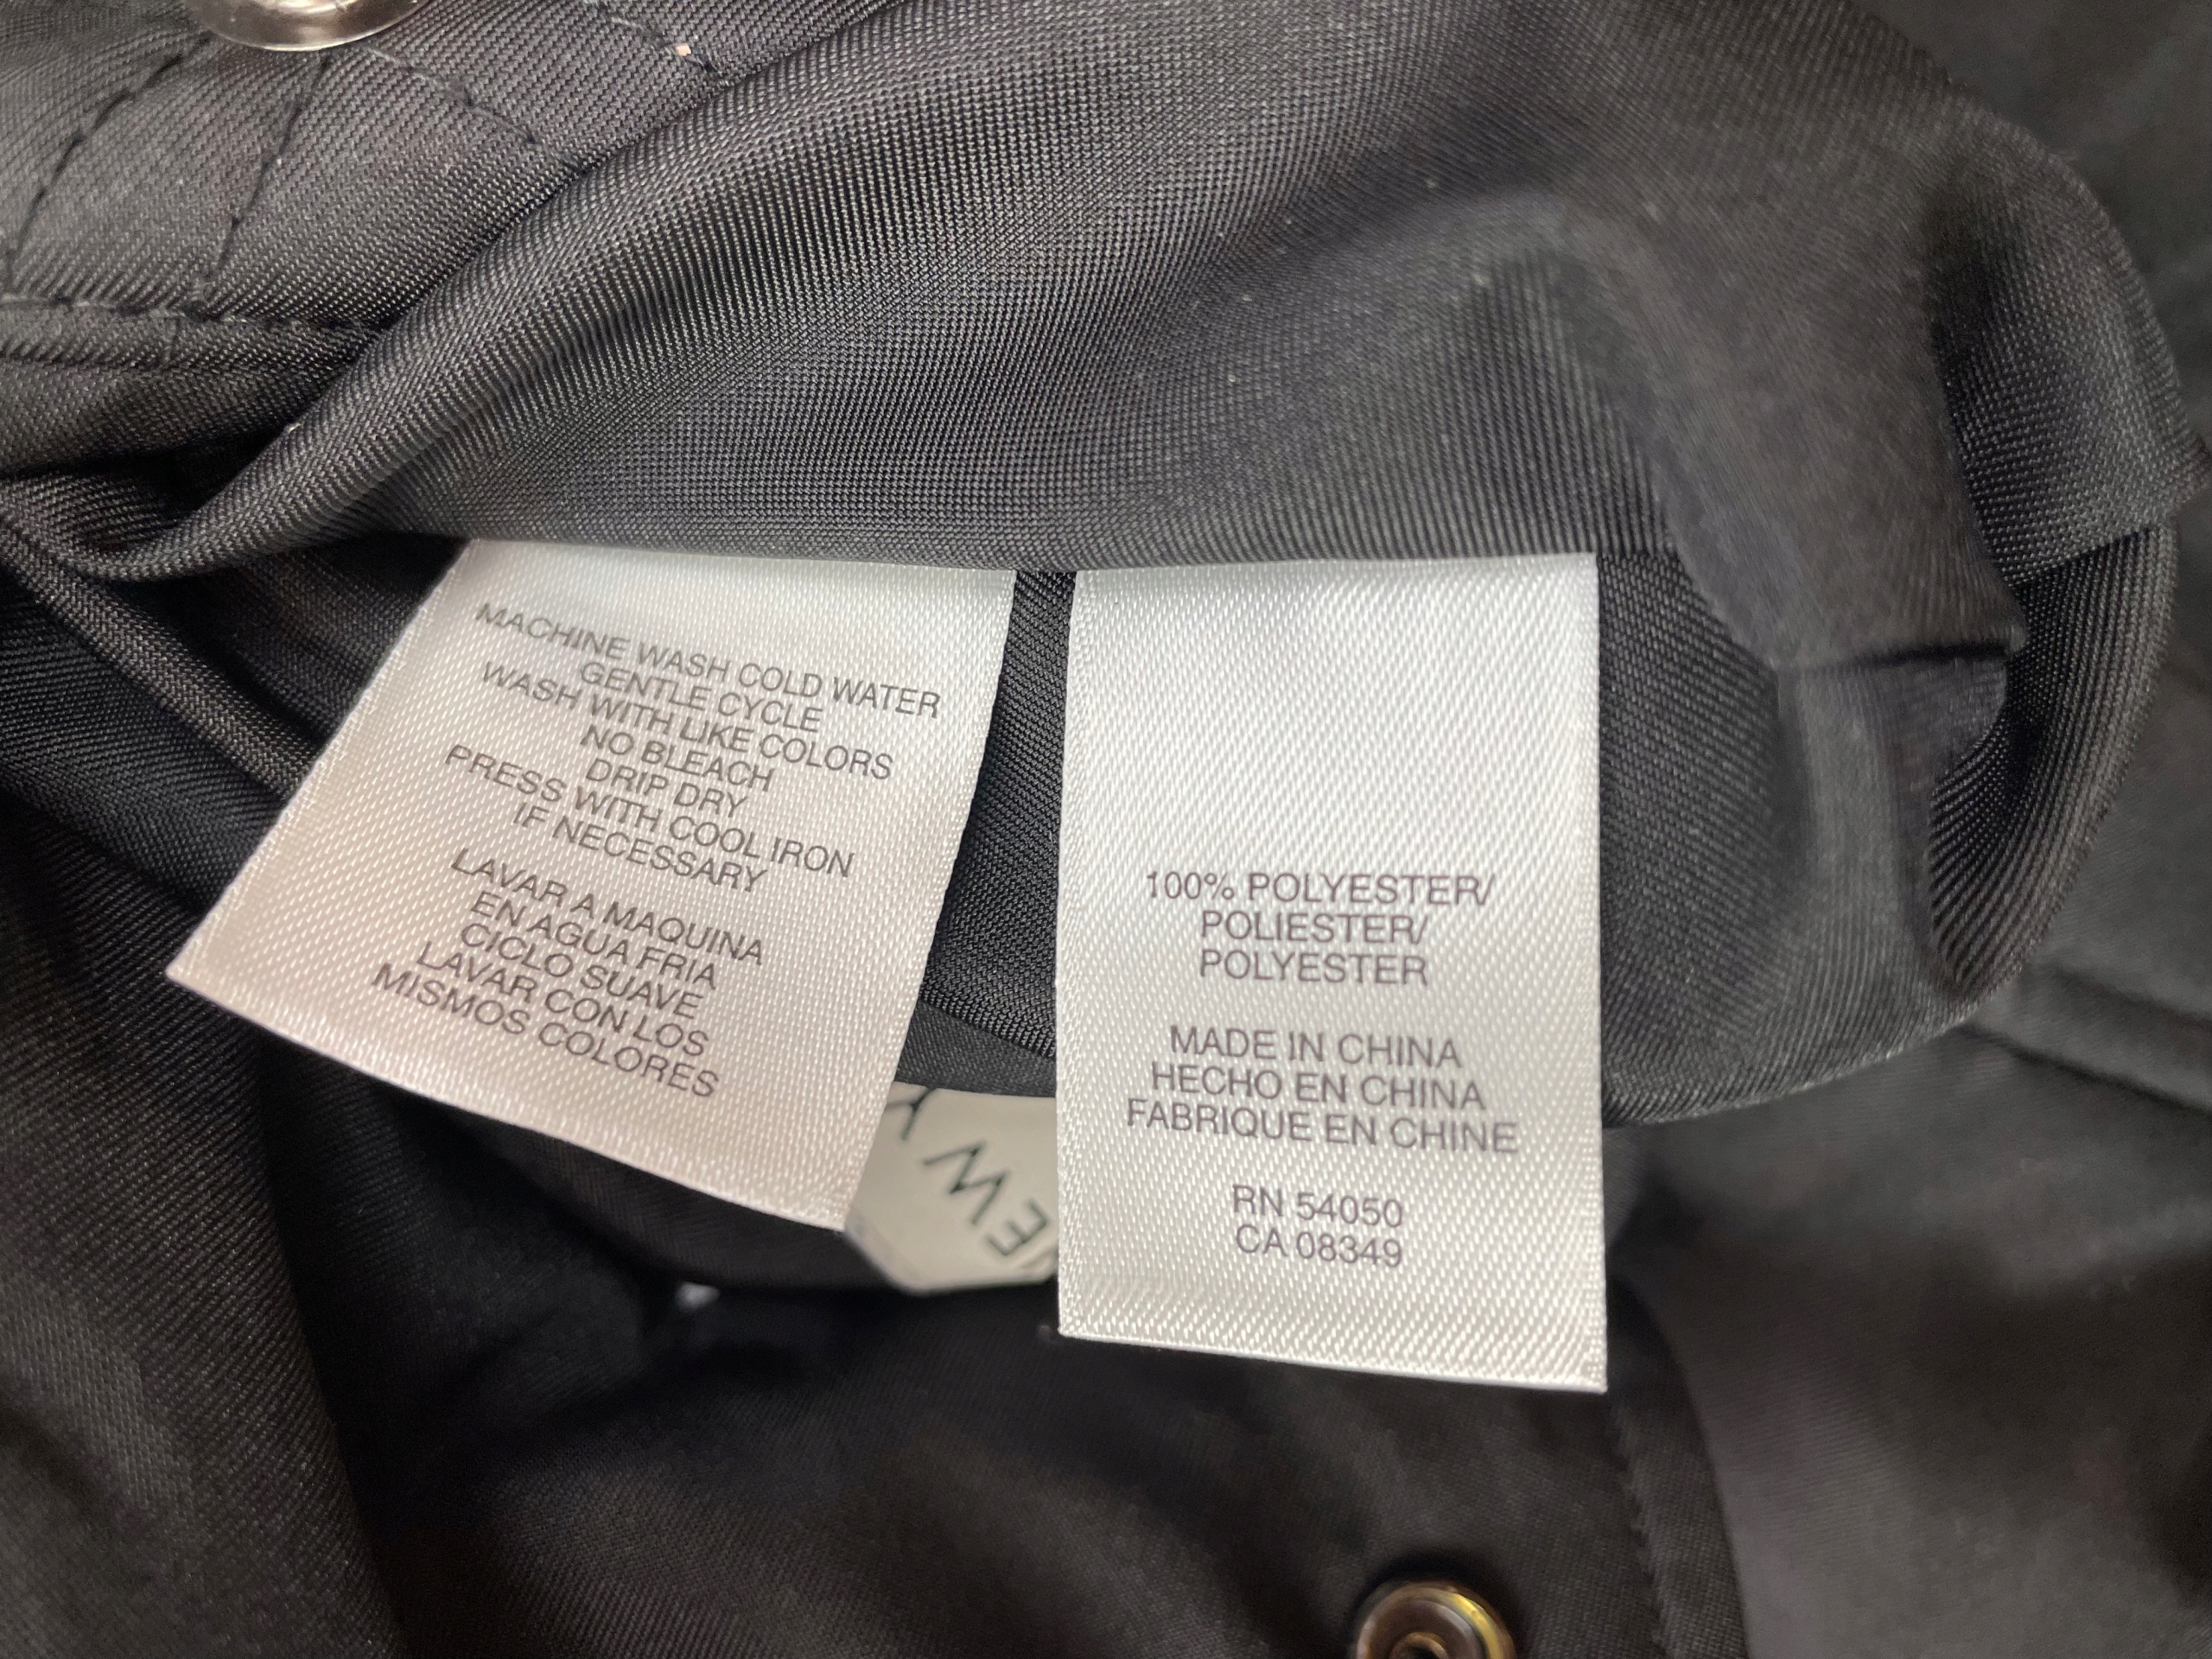 MACHINE WASH COLD WATER
GENTLE CYCLE
WASH WITH LIKE COLORS
NO BLEACH
DRIP DRY
PRESS WITH COOL IRON
IF NECESSARY
LAVAR A MAQUINA
EN AGUA FRIA
CICLO SUAVE
LAVAR CON LOS
MISMOS COLORES
100% POLYESTER/
POLIESTER/
POLYESTER
MADE IN CHINA
HECHO EN CHINA
FABRIQUE EN CHINE
RN 54050
CA 08349
EW Y